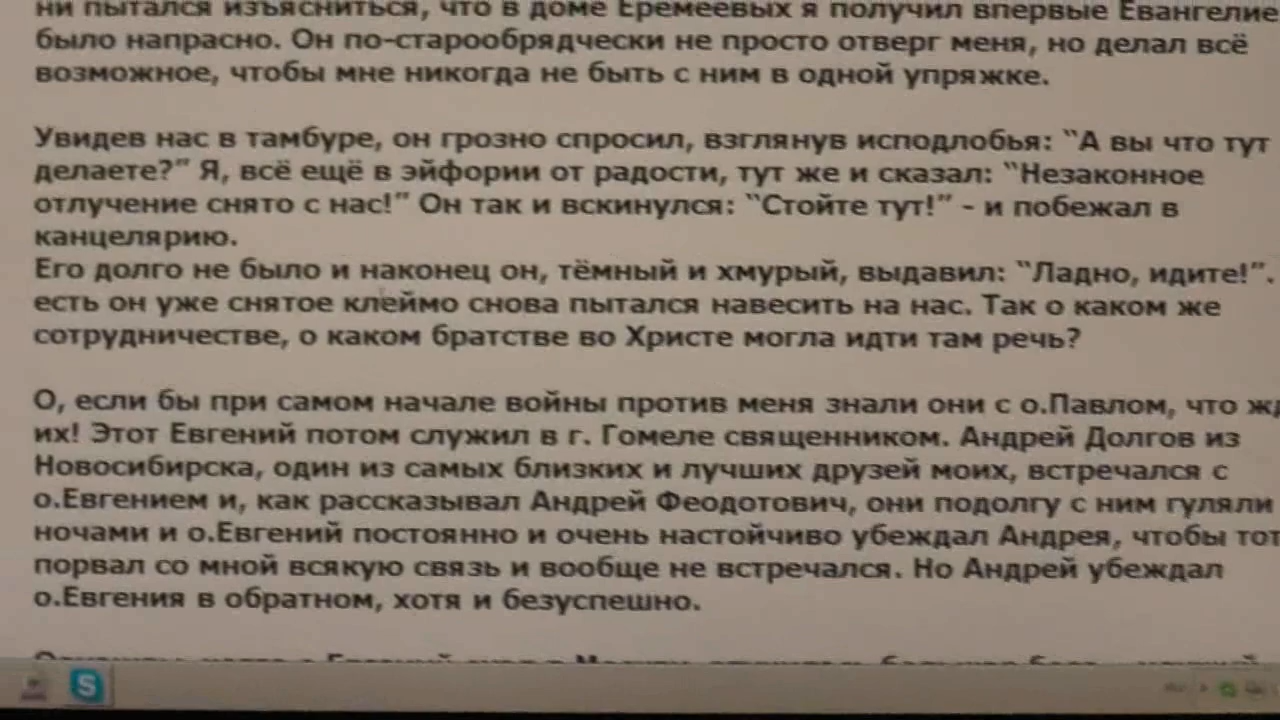 ни пытался изъясниться, что в доме Еремеевых я получил впервые Евангелие
было напрасно. Он по-старообрядчески не просто отверг меня, но делал всё
возможное, чтобы мне никогда не быть с ним в одной упряжке.
Увидев нас в тамбуре, он грозно спросил, взглянув исподлобья: “А вы что тут
делаете?” Я, всё ещё в эйфории от радости, тут же и сказал: “Незаконное
отлучение снято с нас!” Он так и вскинулся: “Стойте тут!” - и побежал в
канцелярию.
Его долго не было и наконец он, тёмный и хмурый, выдавил: “Ладно, идите!”.
есть он уже снятое клеймо снова пытался навесить на нас. Так о каком же
сотрудничестве, о каком братстве во Христе могла идти там речь?
О, если бы при самом начале войны против меня знали они с о.Павлом, что
их! Этот Евгений потом служил в г. Гомеле священником. Андрей Долгов из
Новосибирска, один из самых близких и лучших друзей моих, встречался с
о.Евгением и, как рассказывал Андрей Феодотович, они подолгу с ним гуляли
ночами и о.Евгений постоянно и очень настойчиво убеждал Андрея, чтобы тот
порвал со мной всякую связь и вообще не встречался. Но Андрей убеждал
о.Евгения в обратном, хотя и безуспешно.
S